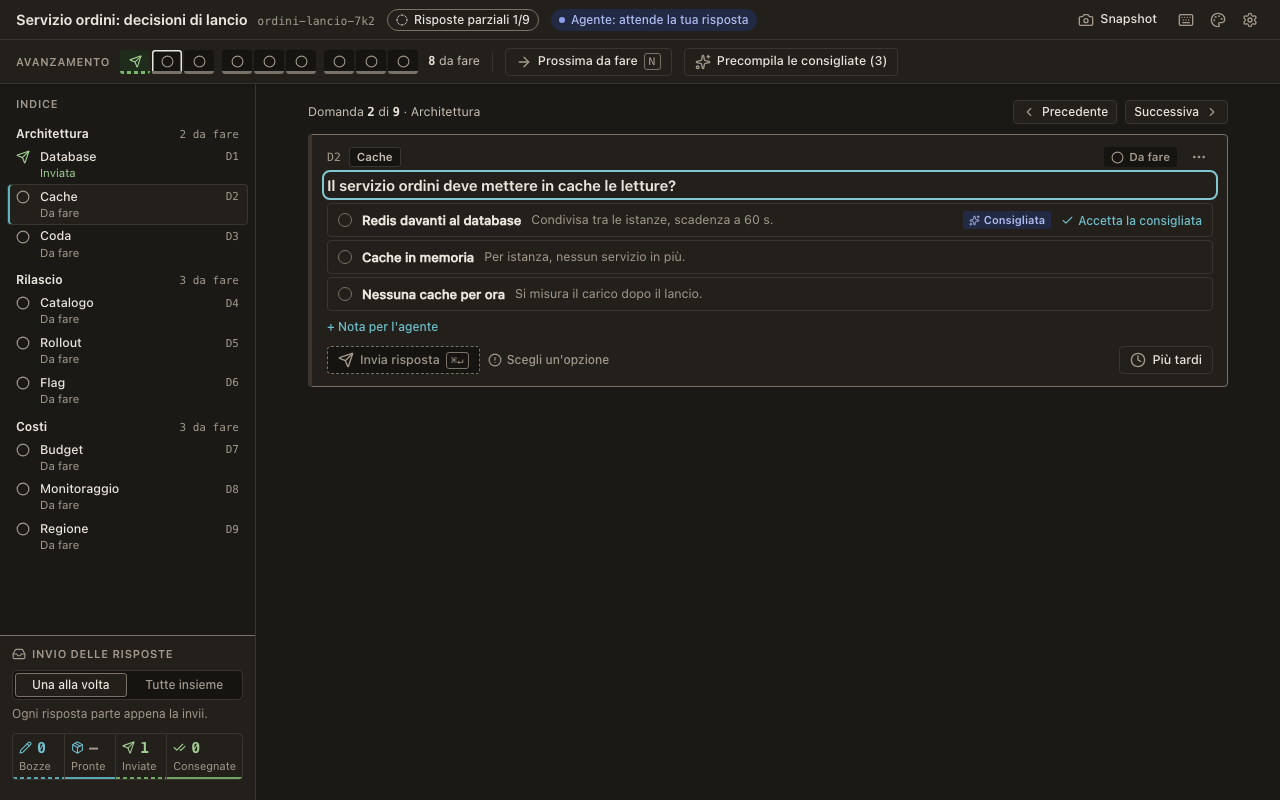 Servizio ordini: decisioni di lancio ordini-lancio-7k2 Risposte parziali 1/9 Agente: attende la tua risposta Snapshot
AVANZAMENTO 8 da fare Prossima da fare N Precompila le consigliate (3)
INDICE
Architettura 2 da fare
Database D1
Inviata
Cache D2
Da fare
Coda D3
Da fare
Rilascio 3 da fare
Catalogo D4
Da fare
Rollout D5
Da fare
Flag D6
Da fare
Costi 3 da fare
Budget D7
Da fare
Monitoraggio D8
Da fare
Regione D9
Da fare
INVIO DELLE RISPOSTE
Una alla volta Tutte insieme
Ogni risposta parte appena la invii.
0 – 1 0
Bozze Pronte Inviate Consegnate
Domanda 2 di 9 · Architettura Precedente Successiva
D2 Cache Da fare ···
Il servizio ordini deve mettere in cache le letture?
Redis davanti al database Condivisa tra le istanze, scadenza a 60 s. Consigliata Accetta la consigliata
Cache in memoria Per istanza, nessun servizio in più.
Nessuna cache per ora Si misura il carico dopo il lancio.
+ Nota per l'agente
Invia risposta ⌘↵ Scegli un'opzione Più tardi